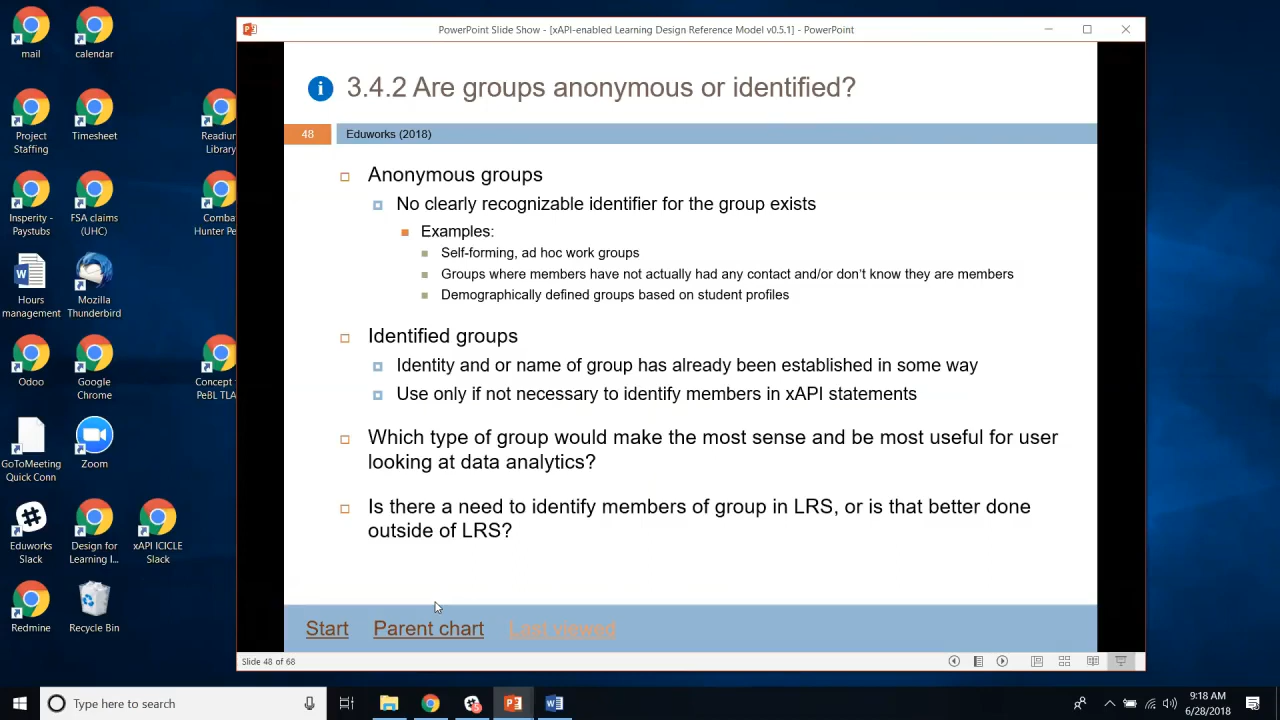 mail
calendar
Project
Staffing
Timesheet
Readium
Library
Insperity -
Paystubs
FSA claims
(UHC)
Comba
Hunter Pe
Hours
management
Mozilla
Thunderbird
Odoo
Google
Chrome
Concept
PeBL TLA
GoToMeeting
Quick Conn
Zoom
Eduworks
Slack
Design for
Learning I...
xAPI ICICLE
Slack
Redmine
Recycle Bin
PowerPoint Slide Show - [xAPI-enabled Learning Design Reference Model v0.5.1] - PowerPoint
3.4.2 Are groups anonymous or identified?
48
Eduworks (2018)
Anonymous groups
No clearly recognizable identifier for the group exists
Examples:
Self-forming, ad hoc work groups
Groups where members have not actually had any contact and/or don’t know they are members
Demographically defined groups based on student profiles
Identified groups
Identity and or name of group has already been established in some way
Use only if not necessary to identify members in xAPI statements
Which type of group would make the most sense and be most useful for user
looking at data analytics?
Is there a need to identify members of group in LRS, or is that better done
outside of LRS?
Start Parent chart Last viewed
Slide 48 of 68
Type here to search
9:18 AM
6/28/2018